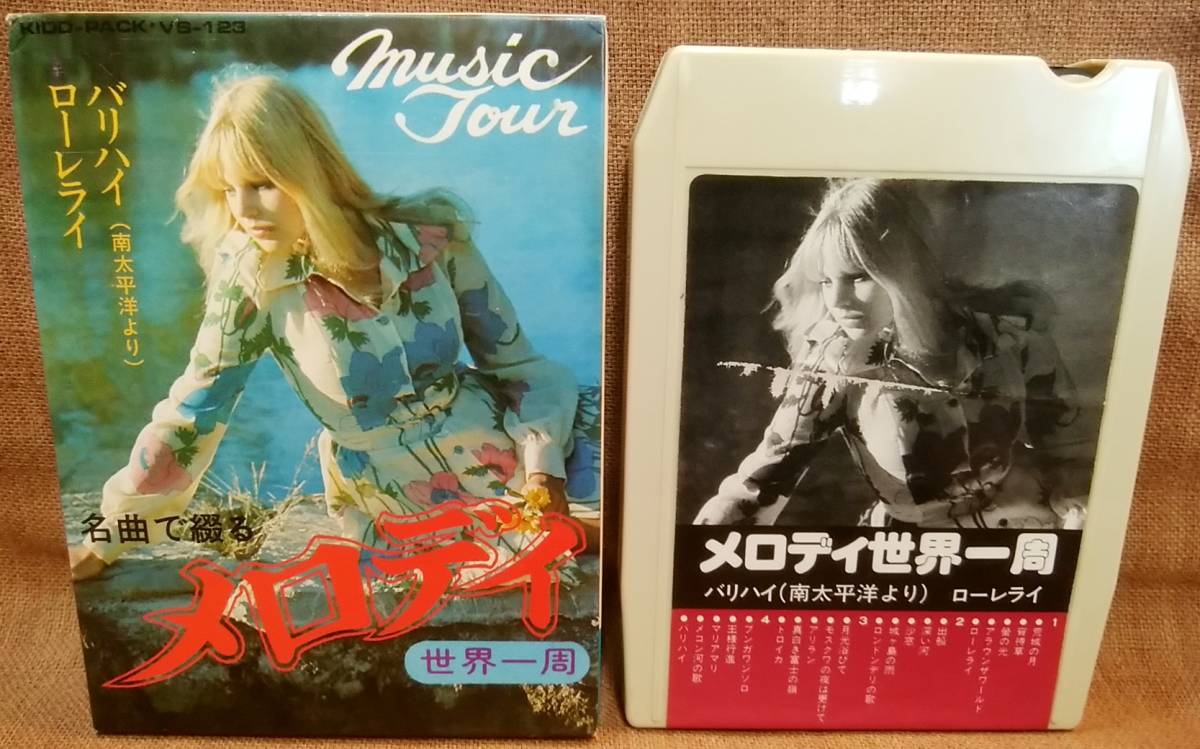 KIDD-PACK・VS-123
music
Tour
バリハイ(南太平洋より)
ローレライ
名曲で綴る
メロディ
世界一周
メロディ世界一周
バリハイ(南太平洋より) ローレライ
1
●荒城の月
●宵待草
●螢の光
●アラウンザワールド
2
●ローレライ
●出船
●深い河
●城ヶ島の雨
●ロンドンデリの歌
3
●月光浴びて
●モスクワの夜は更けて
●アリラン
●真白き富士の嶺
●トロイカ
4
●ブンガワンソロ
●王様行進
●マリアマリ
●メコン河の歌
●バリハイ